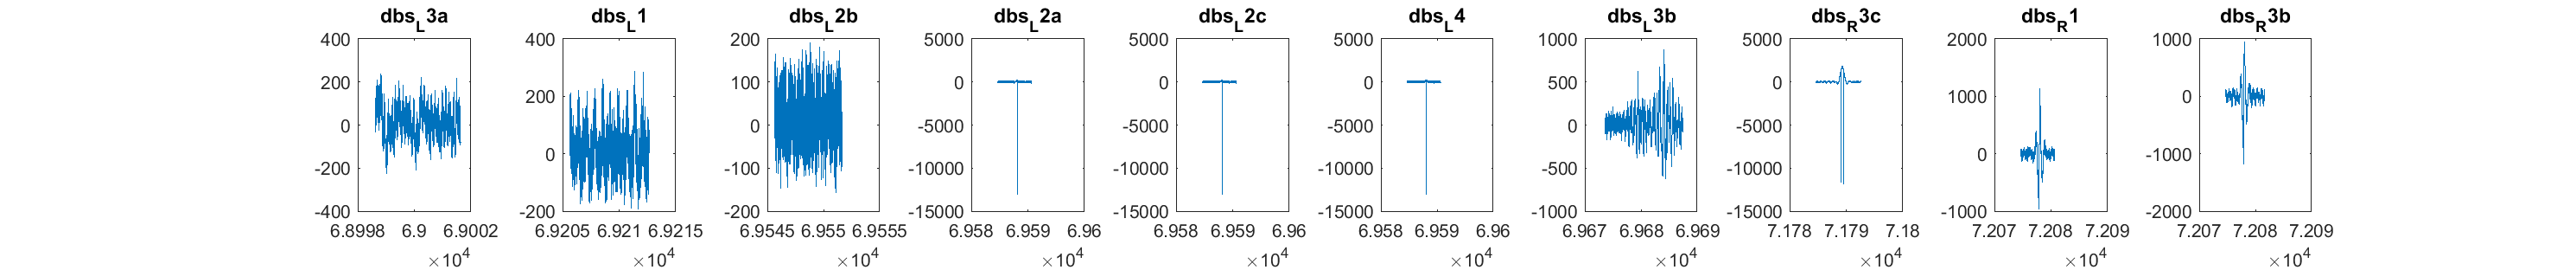 dbsL3a dbsL1 dbsL2b dbsL2a dbsL2c dbsL4 dbsL3b dbsR3c dbsR1 dbsR3b
400 400 200 5000 5000 5000 1000 5000 2000 1000
200 200 100 0 0 0 500 0 1000 0
0 0 0 -5000 -5000 -5000 0 -5000 0 -1000
-200 -100 -10000 -10000 -10000 -500 -10000
-400 -200 -200 -15000 -15000 -15000 -1000 -15000 -1000 -2000
6.8998 6.9 6.9002 6.9205 6.921 6.9215 6.9545 6.955 6.9555 6.958 6.959 6.96 6.958 6.959 6.96 6.958 6.959 6.96 6.967 6.968 6.969 7.178 7.179 7.18 7.207 7.208 7.209 7.207 7.208 7.209
×10^4 ×10^4 ×10^4 ×10^4 ×10^4 ×10^4 ×10^4 ×10^4 ×10^4 ×10^4